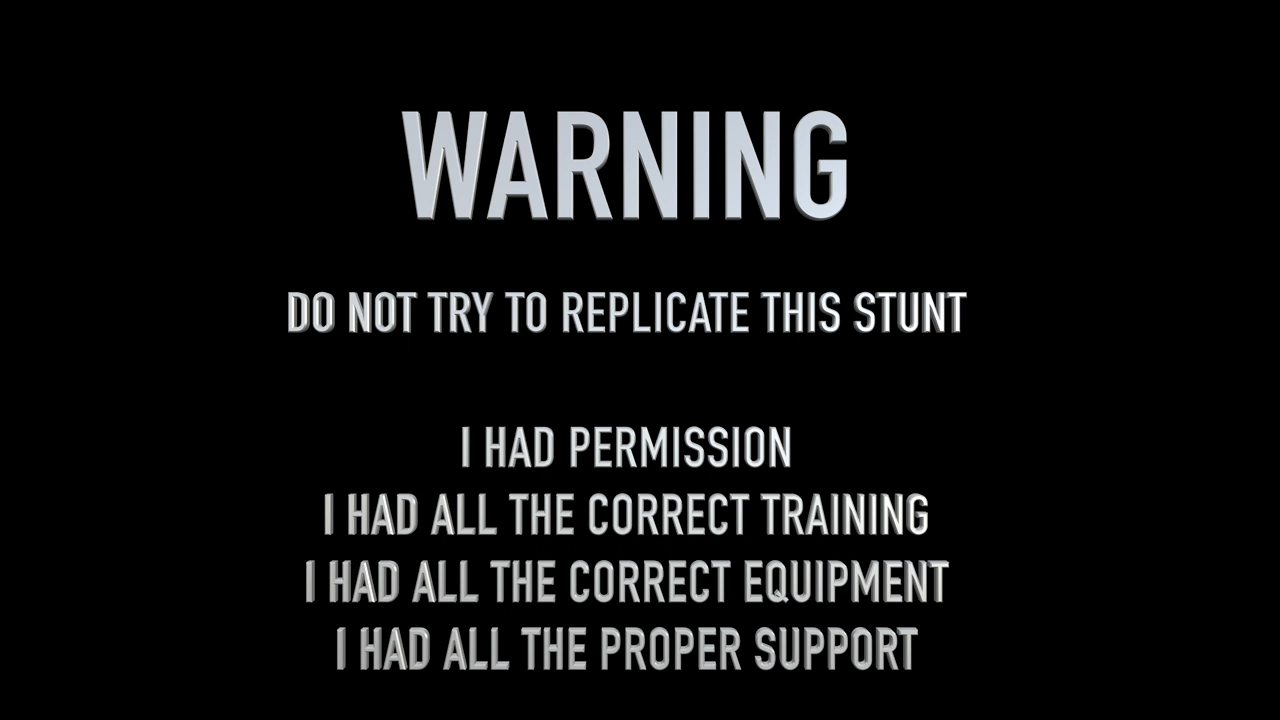 WARNING
DO NOT TRY TO REPLICATE THIS STUNT
I HAD PERMISSION
I HAD ALL THE CORRECT TRAINING
I HAD ALL THE CORRECT EQUIPMENT
I HAD ALL THE PROPER SUPPORT